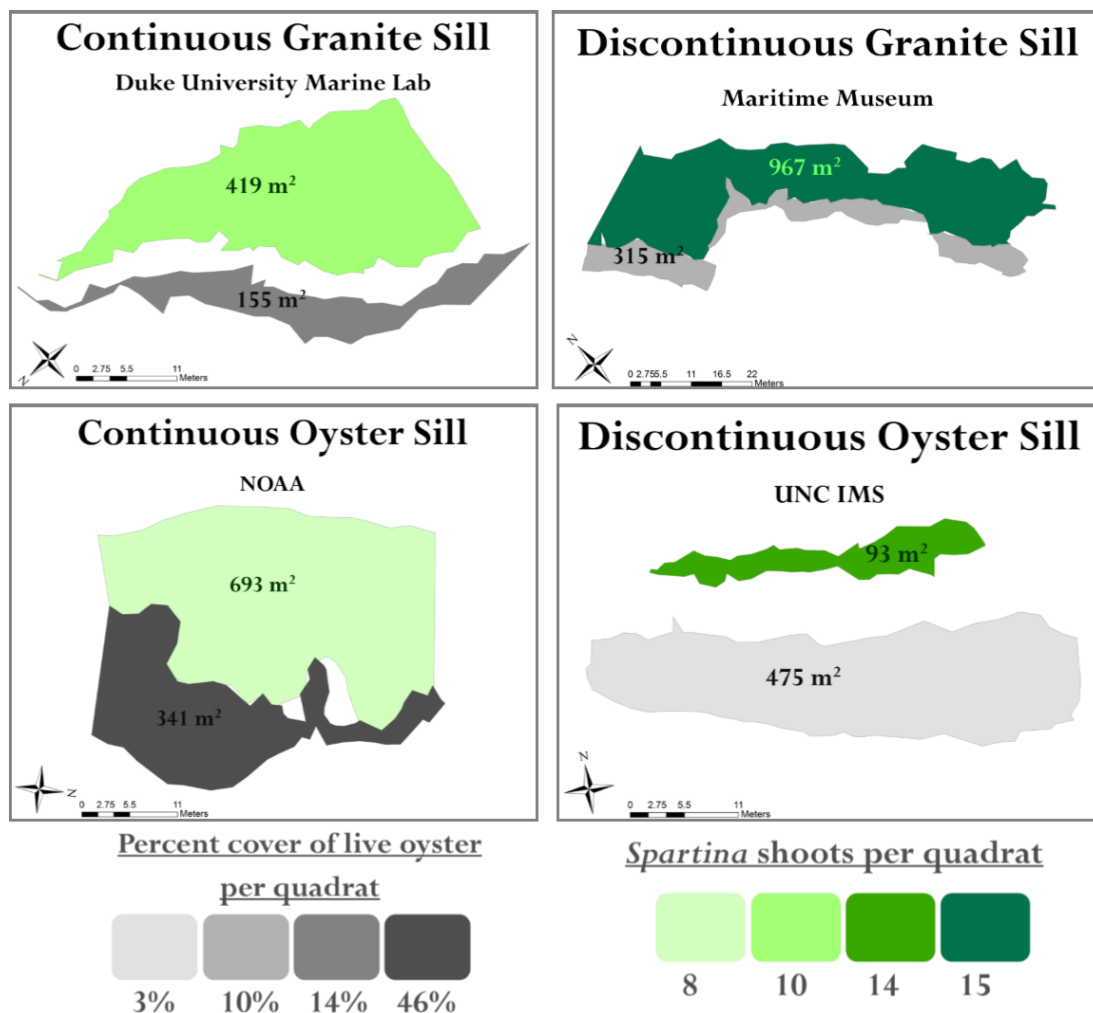 Continuous Granite Sill
Duke University Marine Lab
419 m²
155 m²
N
0 2.75 5.5 11
Meters
Discontinuous Granite Sill
Maritime Museum
967 m²
315 m²
N
0 2.755.5 11 16.5 22
Meters
Continuous Oyster Sill
NOAA
693 m²
341 m²
N
0 2.75 5.5 11
Meters
Discontinuous Oyster Sill
UNC IMS
93 m²
475 m²
N
0 2.75 5.5 11
Meters
Percent cover of live oyster
per quadrat
3% 10% 14% 46%
Spartina shoots per quadrat
8 10 14 15